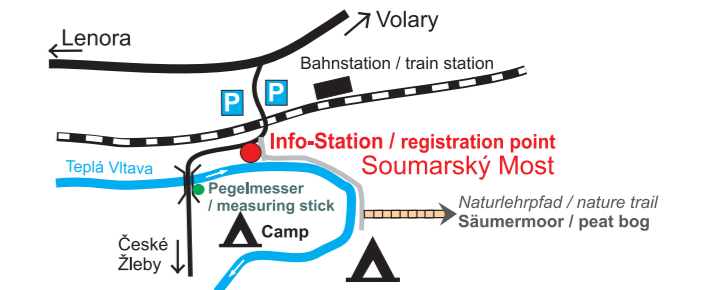 Volary
Lenora
Bahnstation / train station
P
P
Info-Station / registration point
Soumarský Most
Teplá Vltava
Pegelmesser
/ measuring stick
Naturlehrpfad / nature trail
Säumermoor / peat bog
Camp
České
Žleby